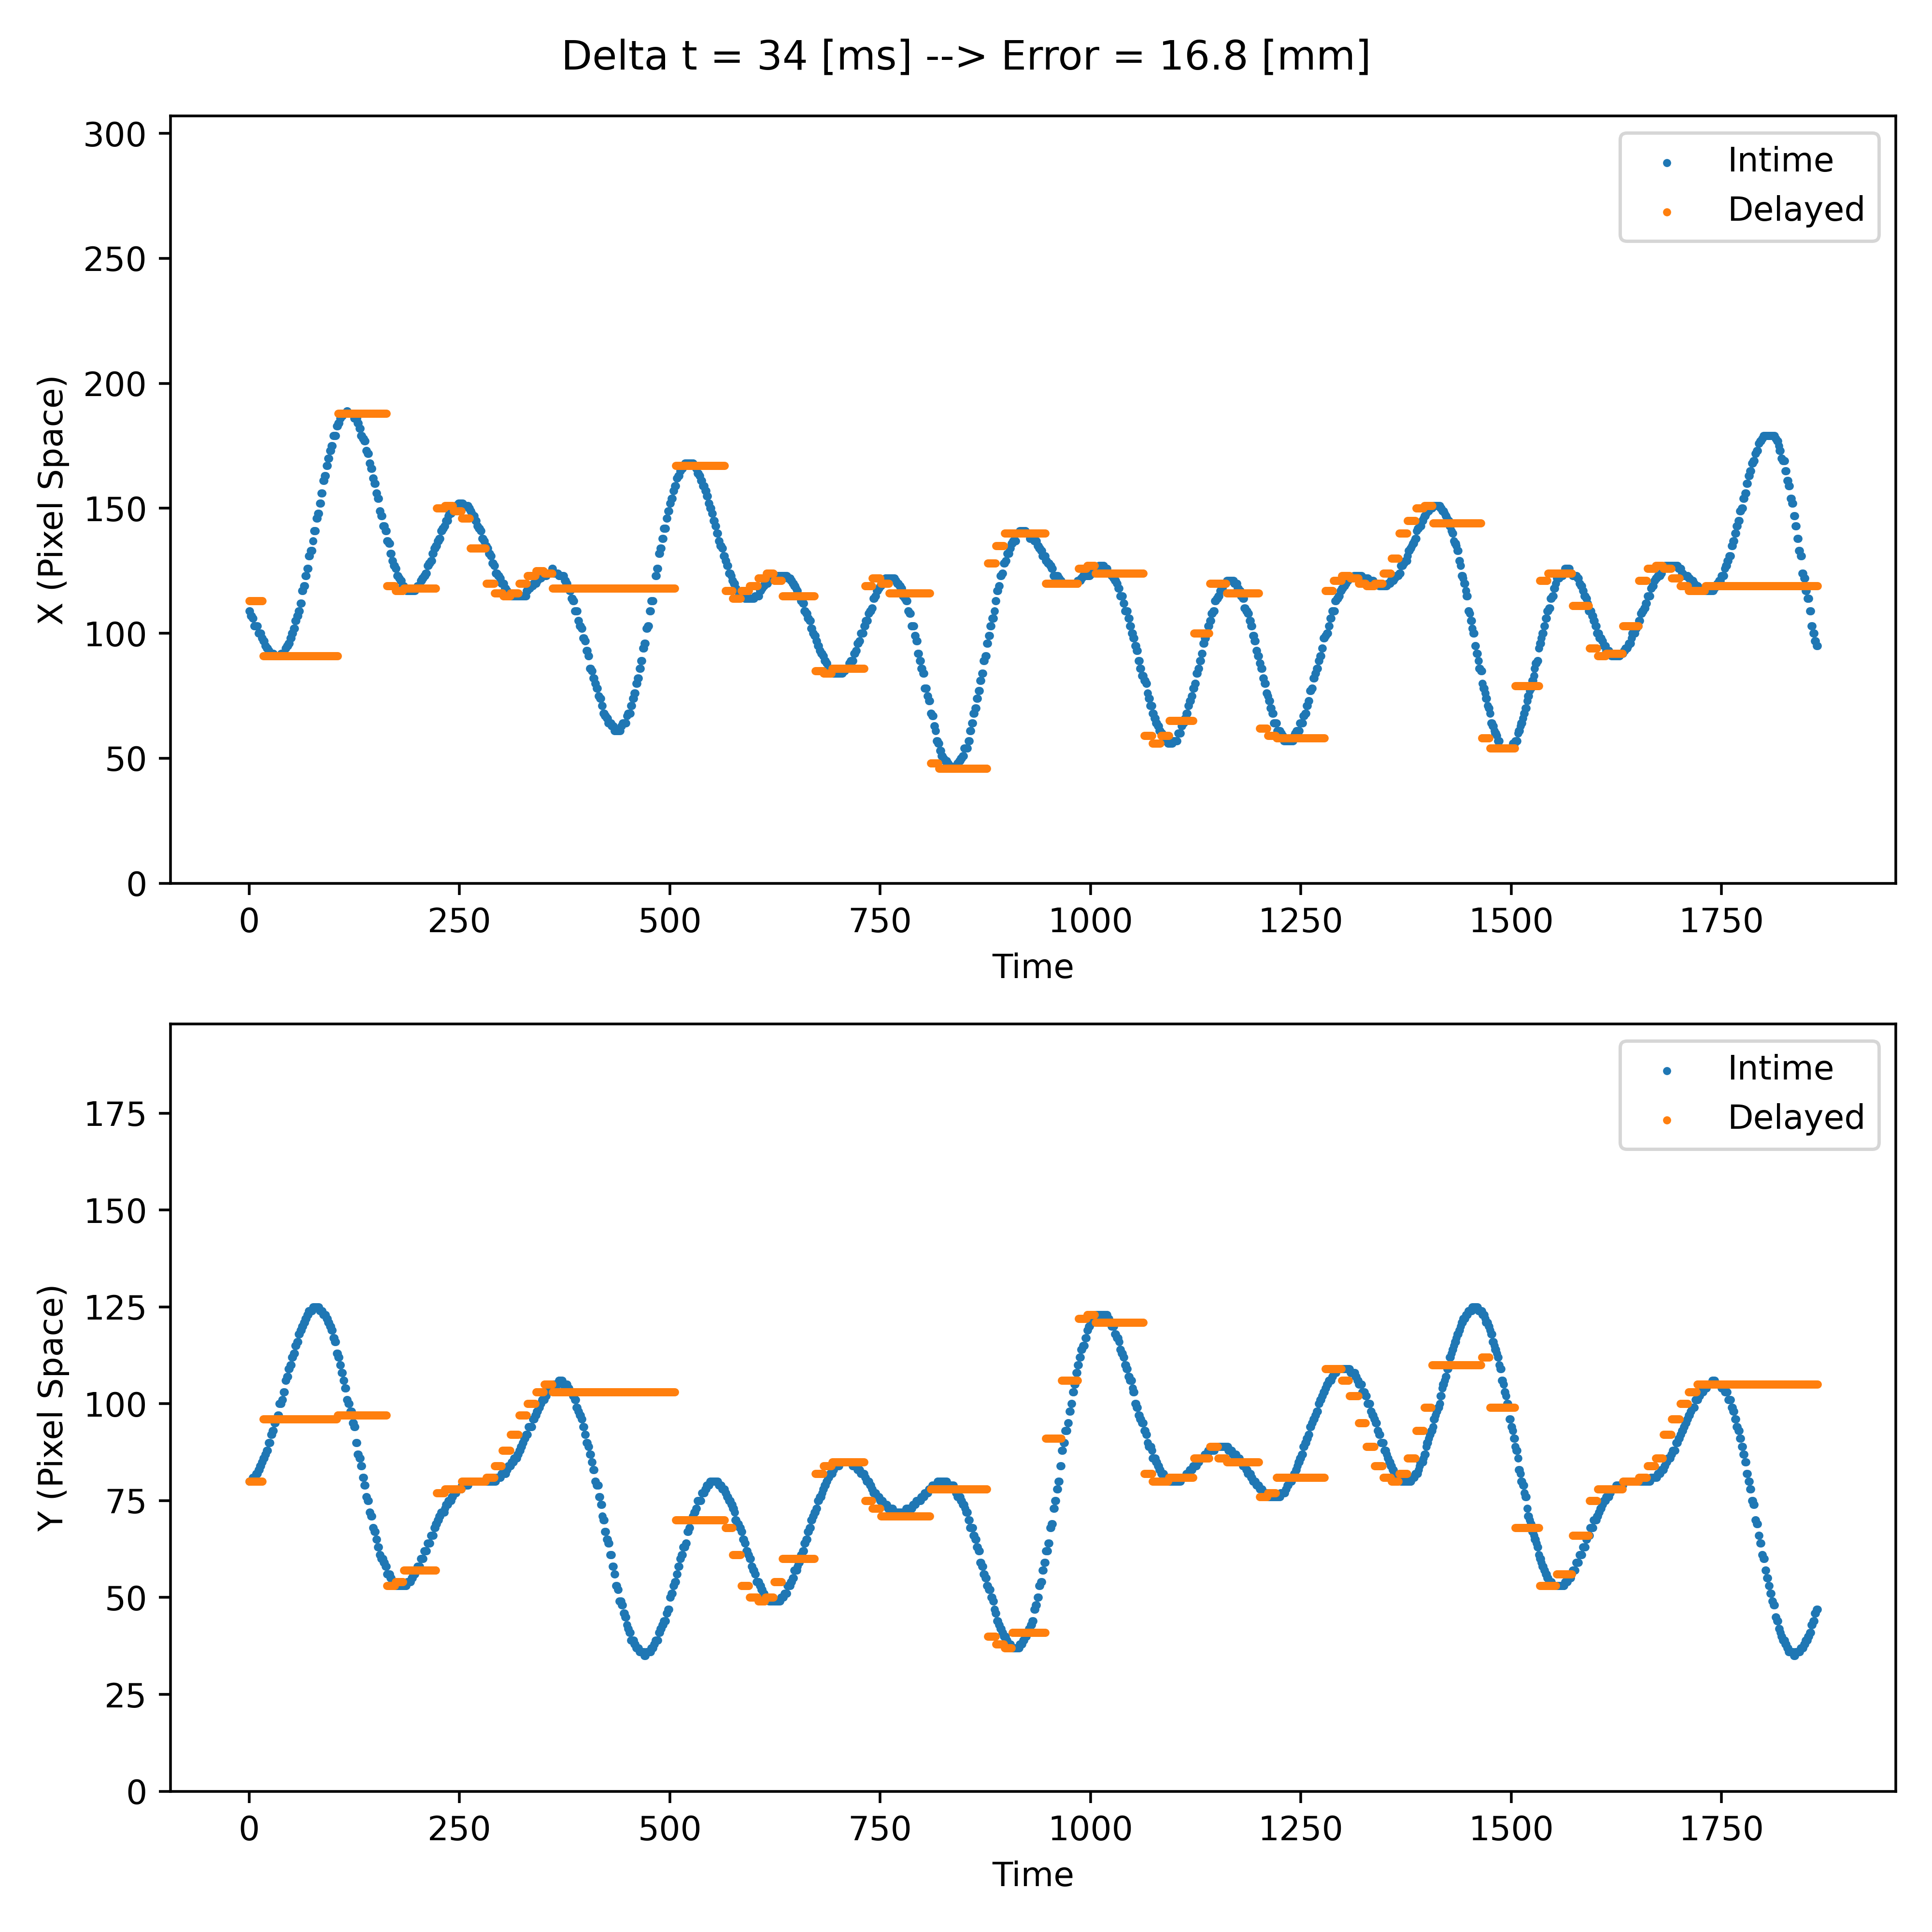 Delta t = 34 [ms] --> Error = 16.8 [mm]
300
250
200
150
100
50
0
X (Pixel Space)
Intime
Delayed
0 250 500 750 1000 1250 1500 1750
Time
175
150
125
100
75
50
25
0
Y (Pixel Space)
Intime
Delayed
0 250 500 750 1000 1250 1500 1750
Time